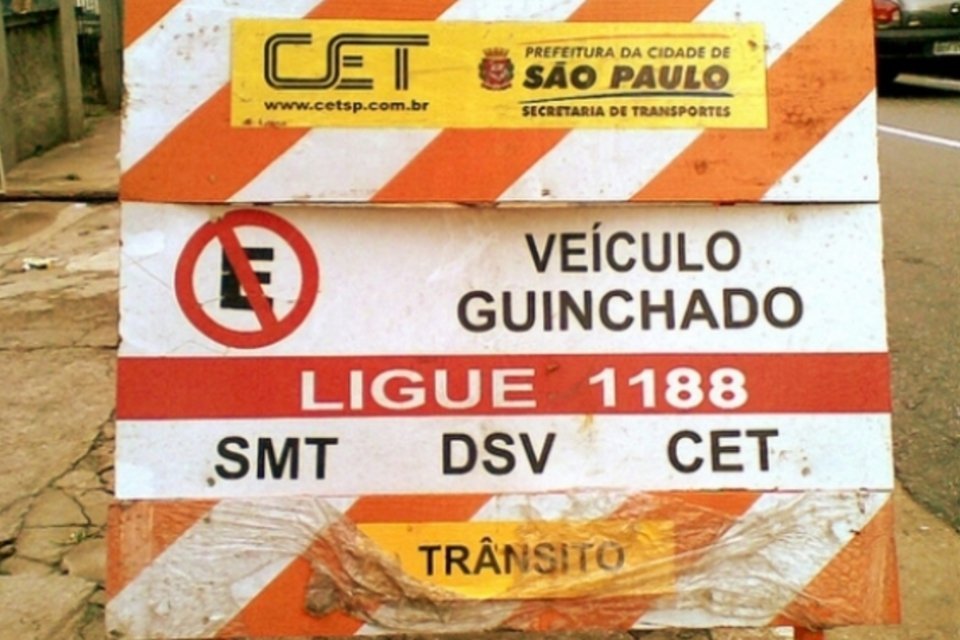 CET
www.cetsp.com.br
PREFEITURA DA CIDADE DE
SÃO PAULO
SECRETARIA DE TRANSPORTES
E
VEÍCULO
GUINCHADO
LIGUE 1188
SMT DSV CET
TRÂNSITO